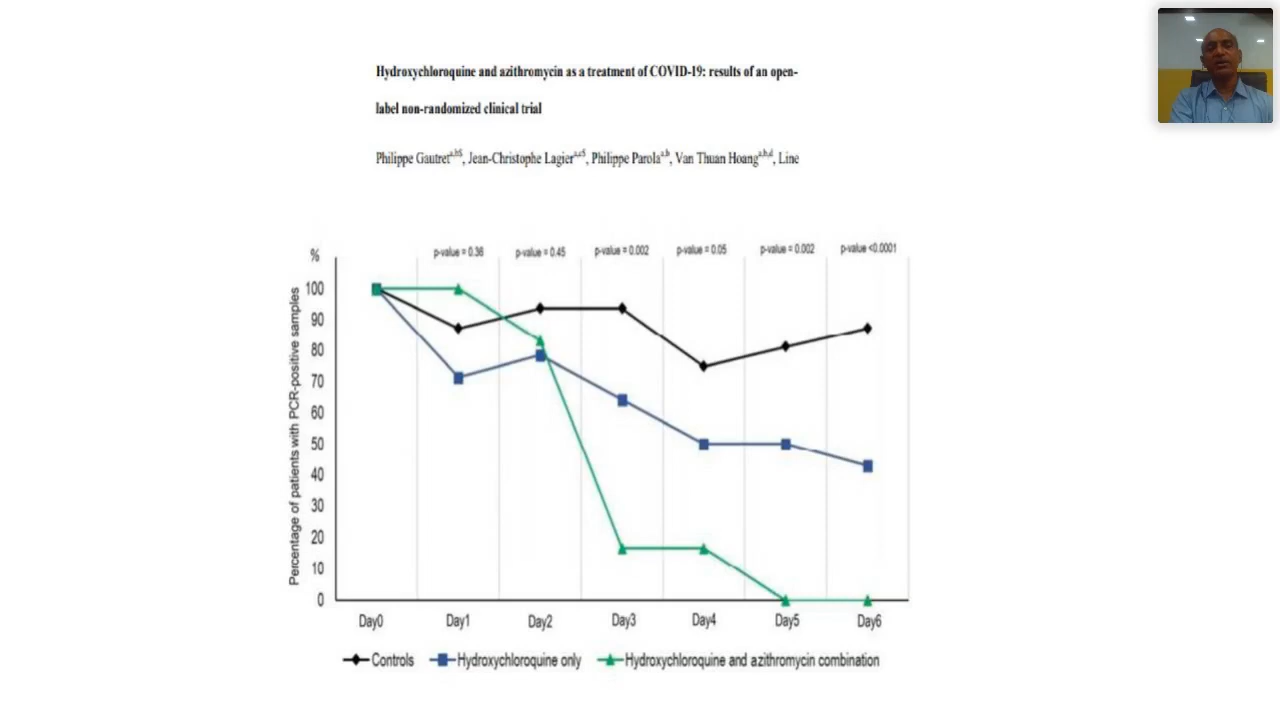 Hydroxychloroquine and azithromycin as a treatment of COVID-19: results of an open-
label non-randomized clinical trial
Philippe Gautret, Jean-Christophe Lagier, Philippe Parola, Van Thuan Hoang, Line
p-value = 0.36
p-value = 0.45
p-value = 0.002
p-value = 0.05
p-value = 0.002
p-value <0.0001
%
Percentage of patients with PCR-positive samples
100
90
80
70
60
50
40
30
20
10
0
Day0
Day1
Day2
Day3
Day4
Day5
Day6
Controls
Hydroxychloroquine only
Hydroxychloroquine and azithromycin combination